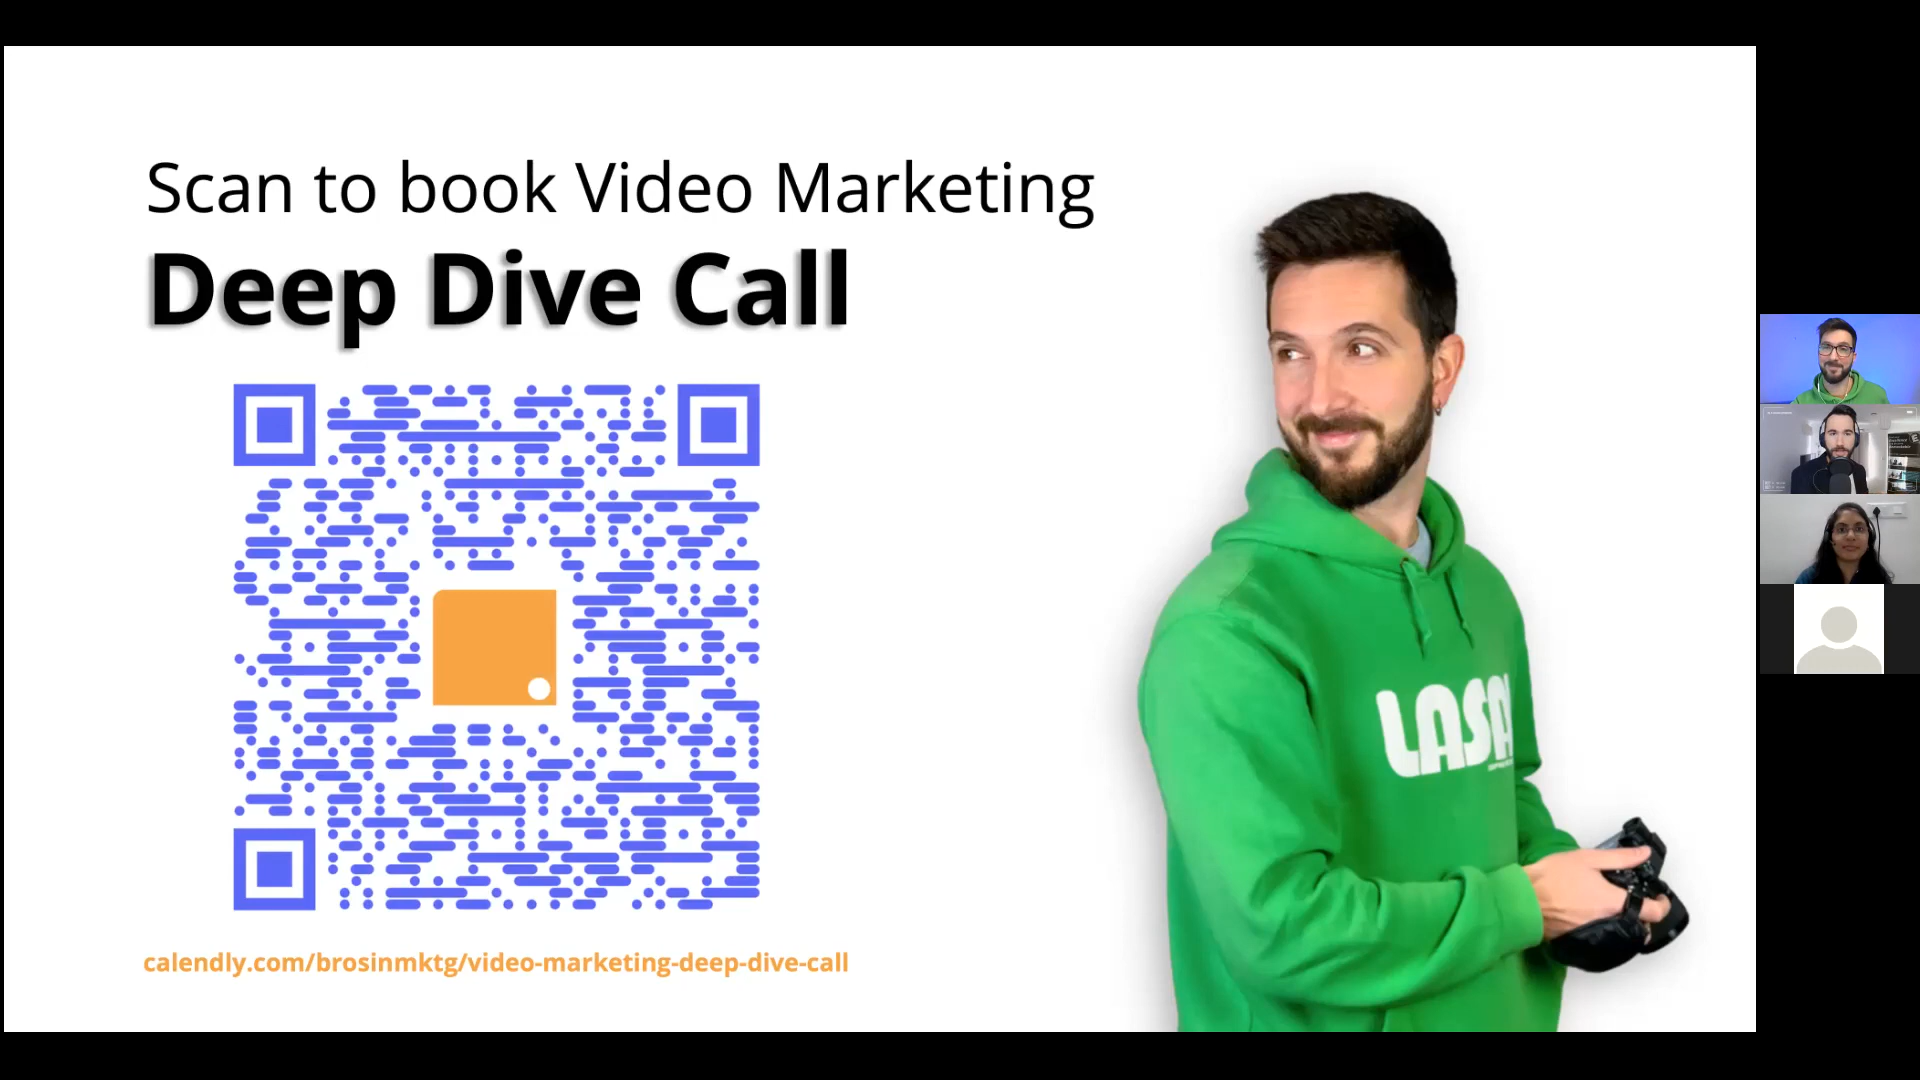 Scan to book Video Marketing
Deep Dive Call
LASA
calendly.com/brosinmktg/video-marketing-deep-dive-call